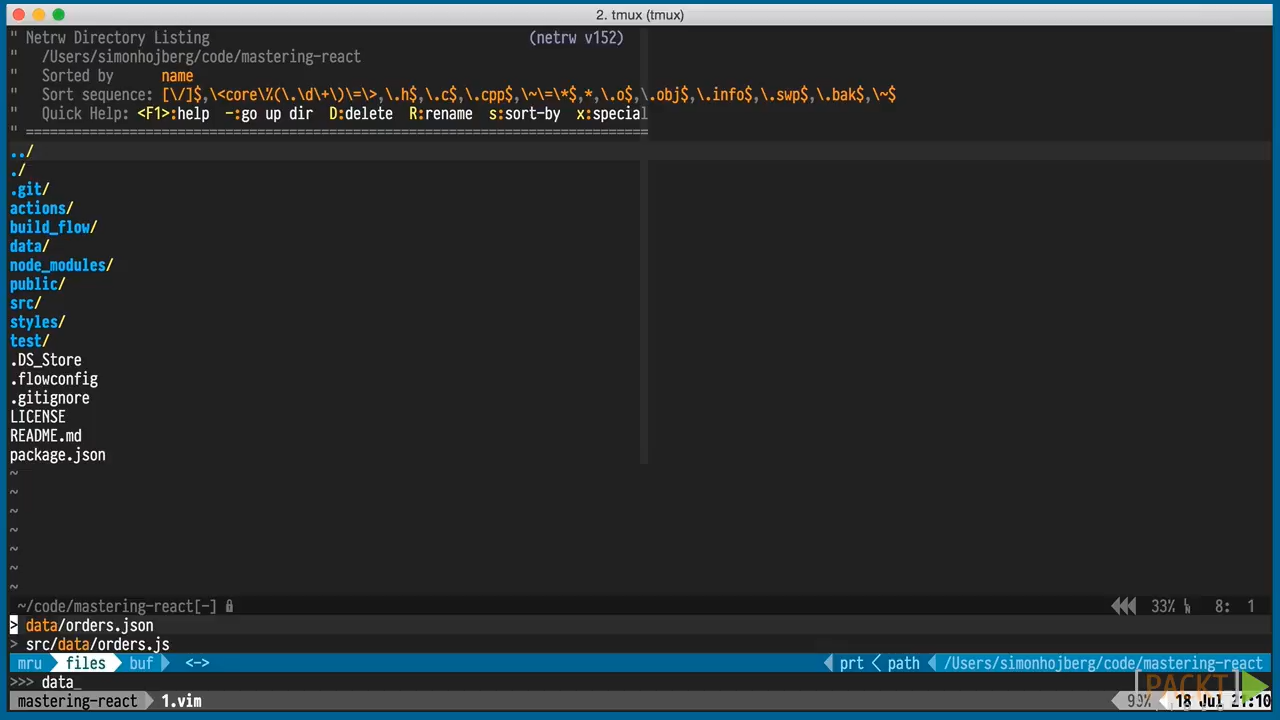 2. tmux (tmux)
" Netrw Directory Listing (netrw v152)
" /Users/simonhojberg/code/mastering-react
" Sorted by name
" Sort sequence: [\/]$,\<core\%(\.\d\+\)\=\>,\.h$,\.c$,\.cpp$,\~\=\*$,*,\.o$,\.obj$,\.info$,\.swp$,\.bak$,\~$
" Quick Help: <F1>:help -:go up dir D:delete R:rename s:sort-by x:special
" ==============================================================================
../
./
.git/
actions/
build_flow/
data/
node_modules/
public/
src/
styles/
test/
.DS_Store
.flowconfig
.gitignore
LICENSE
README.md
package.json
~
~
~
~
~
~
~
~/code/mastering-react[-] 33% 8: 1
> data/orders.json
> src/data/orders.js
mru files buf <-> prt path /Users/simonhojberg/code/mastering-react
>>> data_
mastering-react 1.vim 18 Jul 21:10
PACKT